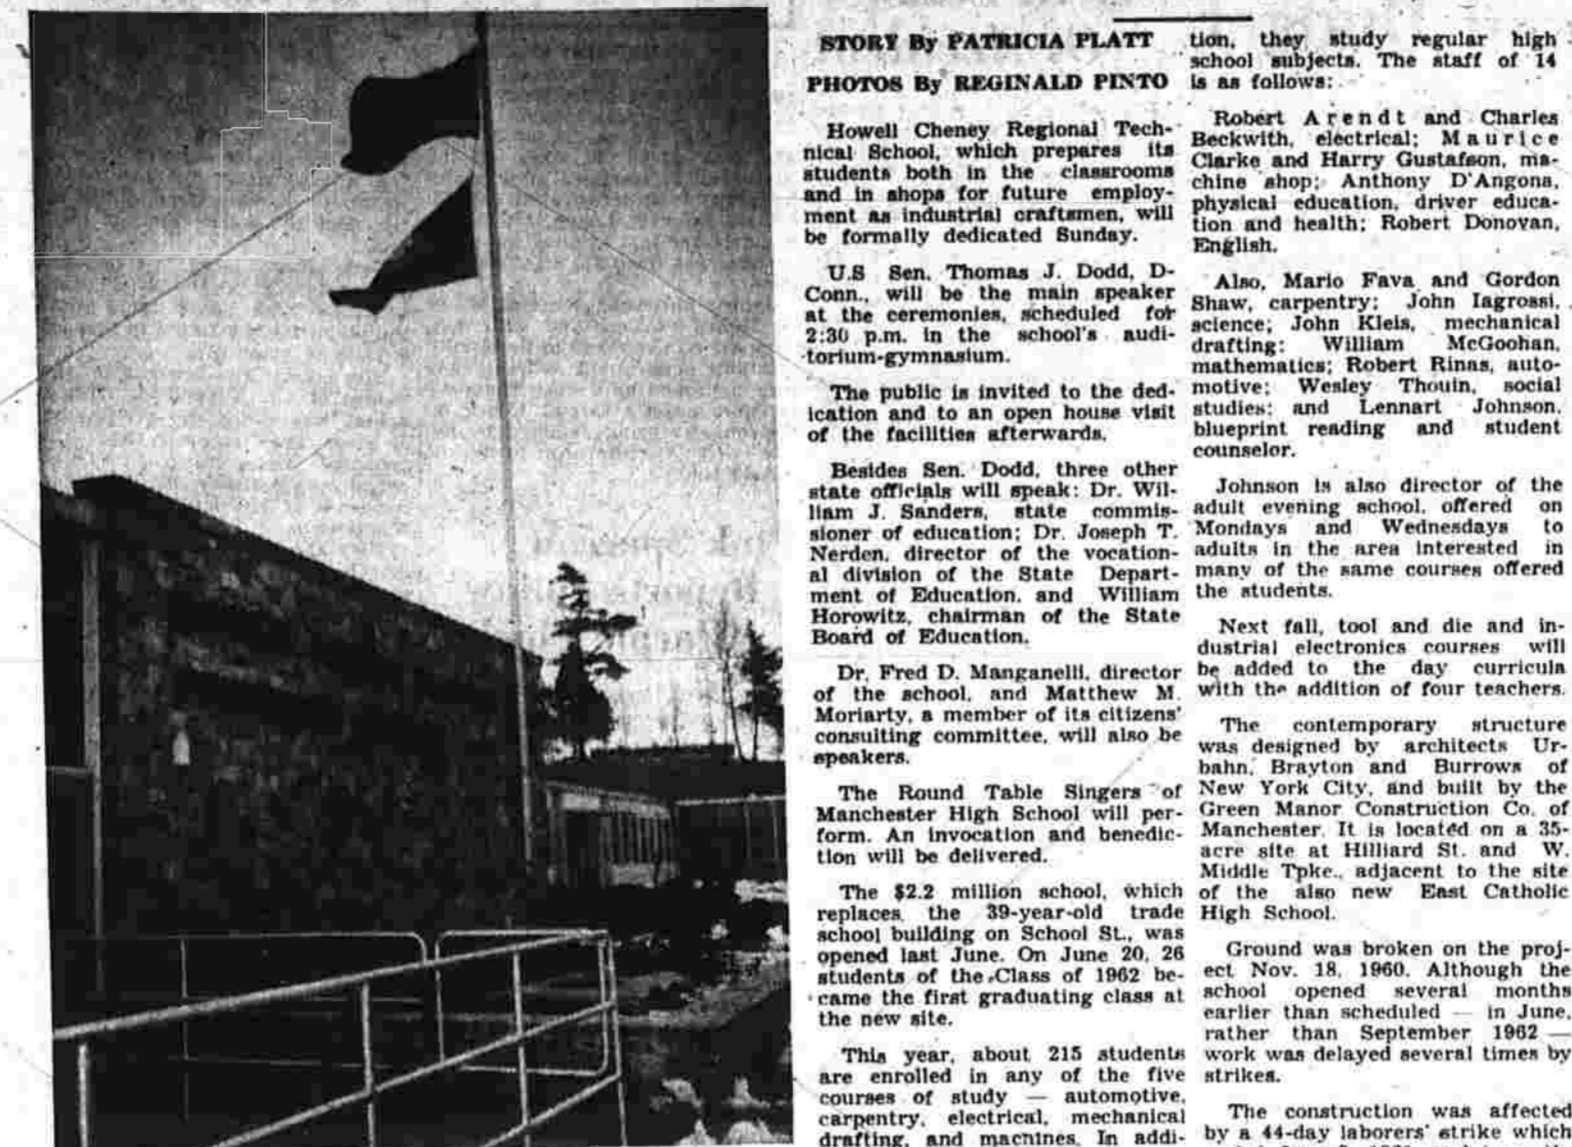 STORY By PATRICIA PLATT
PHOTOS By REGINALD PINTO
Howell Cheney Regional Tech-
nical School, which prepares its
students both in the classrooms
and in shops for future employ-
ment as industrial craftsmen, will
be formally dedicated Sunday.
U.S Sen. Thomas J. Dodd, D-
Conn., will be the main speaker
at the ceremonies, scheduled for
2:30 p.m. in the school's audi-
torium-gymnasium.
The public is invited to the ded-
ication and to an open house visit
of the facilities afterwards.
Besides Sen. Dodd, three other
state officials will speak: Dr. Wil-
liam J. Sanders, state commis-
sioner of education; Dr. Joseph T.
Nerden, director of the vocation-
al division of the State Depart-
ment of Education, and William
Horowitz, chairman of the State
Board of Education.
Dr. Fred D. Manganelli, director
of the school, and Matthew M.
Moriarty, a member of its citizens'
consulting committee, will also be
speakers.
The Round Table Singers of
Manchester High School will per-
form. An invocation and benedic-
tion will be delivered.
The $2.2 million school, which
replaces the 39-year-old trade
school building on School St., was
opened last June. On June 20, 26
students of the Class of 1962 be-
came the first graduating class at
the new site.
This year, about 215 students
are enrolled in any of the five
courses of study — automotive,
carpentry, electrical, mechanical
drafting, and machines. In addi-
tion, they study regular high
school subjects. The staff of 14
is as follows:
Robert Arendt and Charles
Beckwith, electrical; Maurice
Clarke and Harry Gustafson, ma-
chine shop; Anthony D'Angona,
physical education, driver educa-
tion and health; Robert Donovan,
English.
Also, Mario Fava and Gordon
Shaw, carpentry; John Iagrossi,
science; John Kleis, mechanical
drafting; William McGoohan,
mathematics; Robert Rinas, auto-
motive; Wesley Thouin, social
studies; and Lennart Johnson,
blueprint reading and student
counselor.
Johnson is also director of the
adult evening school, offered on
Mondays and Wednesdays to
adults in the area interested in
many of the same courses offered
the students.
Next fall, tool and die and in-
dustrial electronics courses will
be added to the day curricula
with the addition of four teachers.
The contemporary structure
was designed by architects Ur-
bahn, Brayton and Burrows of
New York City, and built by the
Green Manor Construction Co. of
Manchester. It is located on a 35-
acre site at Hilliard St. and W.
Middle Tpke., adjacent to the site
of the also new East Catholic
High School.
Ground was broken on the proj-
ect Nov. 18, 1960. Although the
school opened several months
earlier than scheduled — in June,
rather than September 1962 —
work was delayed several times by
strikes.
The construction was affected
by a 44-day laborers' strike which